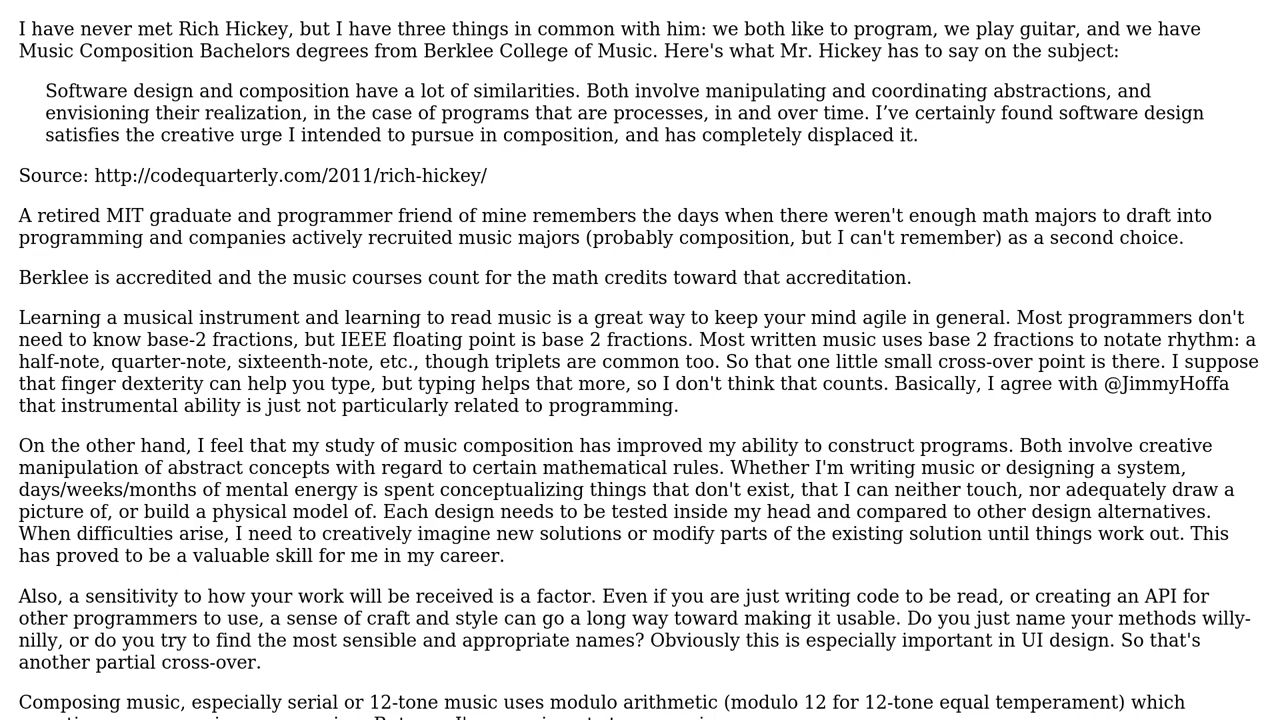 I have never met Rich Hickey, but I have three things in common with him: we both like to program, we play guitar, and we have
Music Composition Bachelors degrees from Berklee College of Music. Here's what Mr. Hickey has to say on the subject:
Software design and composition have a lot of similarities. Both involve manipulating and coordinating abstractions, and
envisioning their realization, in the case of programs that are processes, in and over time. I’ve certainly found software design
satisfies the creative urge I intended to pursue in composition, and has completely displaced it.
Source: http://codequarterly.com/2011/rich-hickey/
A retired MIT graduate and programmer friend of mine remembers the days when there weren't enough math majors to draft into
programming and companies actively recruited music majors (probably composition, but I can't remember) as a second choice.
Berklee is accredited and the music courses count for the math credits toward that accreditation.
Learning a musical instrument and learning to read music is a great way to keep your mind agile in general. Most programmers don't
need to know base-2 fractions, but IEEE floating point is base 2 fractions. Most written music uses base 2 fractions to notate rhythm: a
half-note, quarter-note, sixteenth-note, etc., though triplets are common too. So that one little small cross-over point is there. I suppose
that finger dexterity can help you type, but typing helps that more, so I don't think that counts. Basically, I agree with @JimmyHoffa
that instrumental ability is just not particularly related to programming.
On the other hand, I feel that my study of music composition has improved my ability to construct programs. Both involve creative
manipulation of abstract concepts with regard to certain mathematical rules. Whether I'm writing music or designing a system,
days/weeks/months of mental energy is spent conceptualizing things that don't exist, that I can neither touch, nor adequately draw a
picture of, or build a physical model of. Each design needs to be tested inside my head and compared to other design alternatives.
When difficulties arise, I need to creatively imagine new solutions or modify parts of the existing solution until things work out. This
has proved to be a valuable skill for me in my career.
Also, a sensitivity to how your work will be received is a factor. Even if you are just writing code to be read, or creating an API for
other programmers to use, a sense of craft and style can go a long way toward making it usable. Do you just name your methods willy-
nilly, or do you try to find the most sensible and appropriate names? Obviously this is especially important in UI design. So that's
another partial cross-over.
Composing music, especially serial or 12-tone music uses modulo arithmetic (modulo 12 for 12-tone equal temperament) which